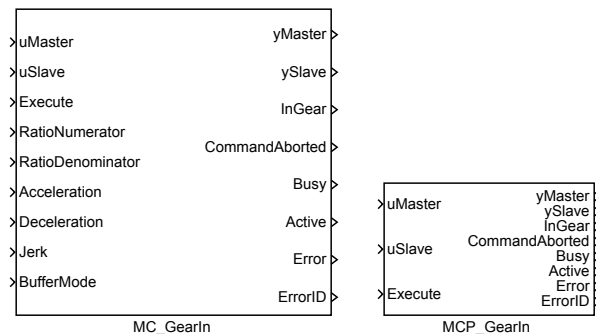 uMaster
uSlave
Execute
RatioNumerator
RatioDenominator
Acceleration
Deceleration
Jerk
BufferMode
yMaster
ySlave
InGear
CommandAborted
Busy
Active
Error
ErrorID
MC_GearIn
uMaster
uSlave
Execute
yMaster
ySlave
InGear
CommandAborted
Busy
Active
Error
ErrorID
MCP_GearIn